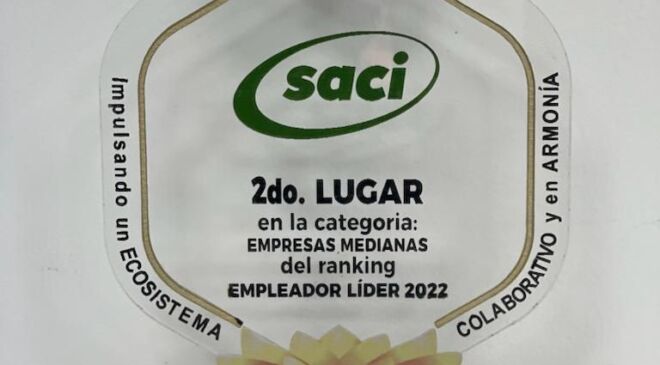 saci
2do. LUGAR
en la categoria:
EMPRESAS MEDIANAS
del ranking
EMPLEADOR LÍDER 2022
Impulsando un ECOSISTEMA
COLABORATIVO y en ARMONÍA